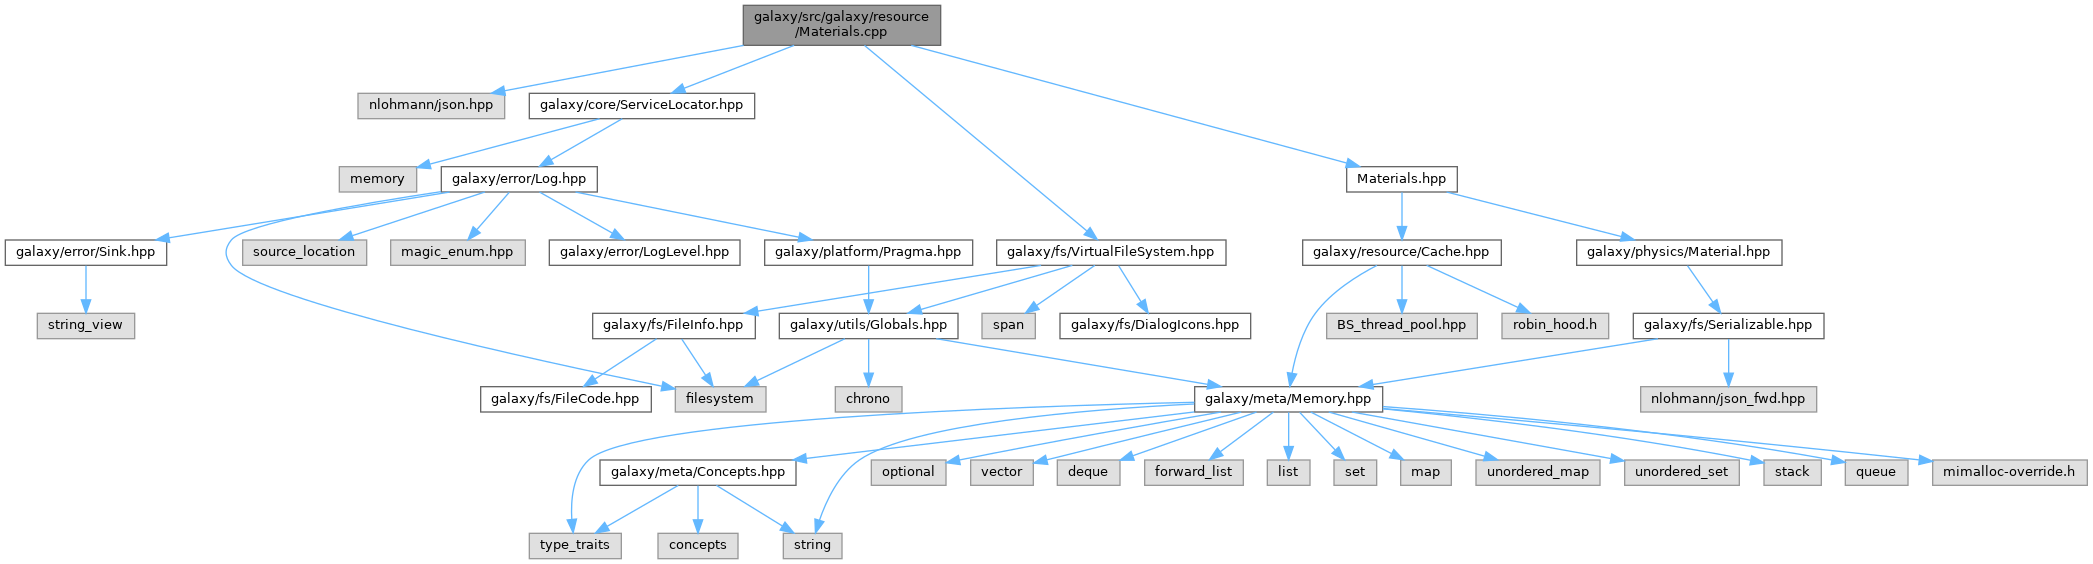 galaxy/src/galaxy/resource
/Materials.cpp
nlohmann/json.hpp
galaxy/core/ServiceLocator.hpp
memory
galaxy/error/Log.hpp
Materials.hpp
galaxy/error/Sink.hpp
source_location
magic_enum.hpp
galaxy/error/LogLevel.hpp
galaxy/platform/Pragma.hpp
galaxy/fs/VirtualFileSystem.hpp
galaxy/resource/Cache.hpp
galaxy/physics/Material.hpp
string_view
galaxy/fs/FileInfo.hpp
galaxy/utils/Globals.hpp
span
galaxy/fs/DialogIcons.hpp
BS_thread_pool.hpp
robin_hood.h
galaxy/fs/Serializable.hpp
galaxy/fs/FileCode.hpp
filesystem
chrono
galaxy/meta/Memory.hpp
nlohmann/json_fwd.hpp
galaxy/meta/Concepts.hpp
optional
vector
deque
forward_list
list
set
map
unordered_map
unordered_set
stack
queue
mimalloc-override.h
type_traits
concepts
string